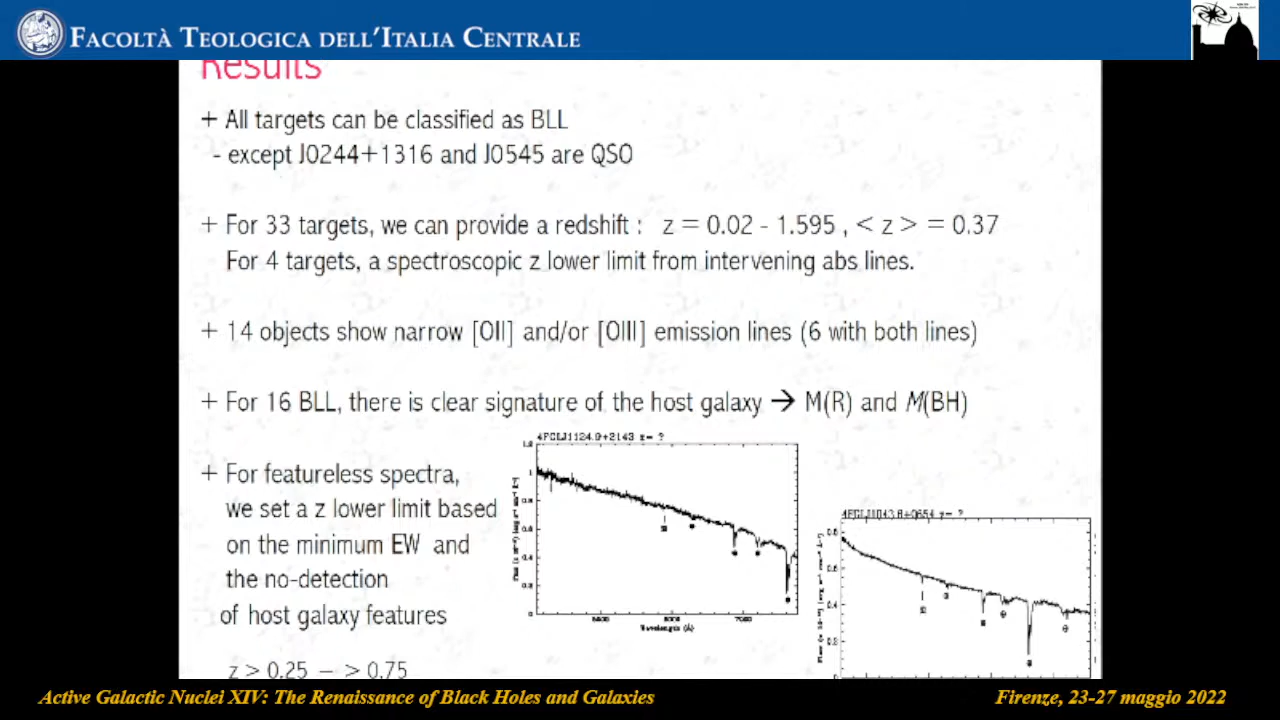 FACOLTÀ TEOLOGICA DELL'ITALIA CENTRALE
Results
+ All targets can be classified as BLL
- except J0244+1316 and J0545 are QSO
+ For 33 targets, we can provide a redshift : z = 0.02 - 1.595 , < z > = 0.37
For 4 targets, a spectroscopic z lower limit from intervening abs lines.
+ 14 objects show narrow [OII] and/or [OIII] emission lines (6 with both lines)
+ For 16 BLL, there is clear signature of the host galaxy → M(R) and M(BH)
+ For featureless spectra,
we set a z lower limit based
on the minimum EW and
the no-detection
of host galaxy features
z > 0.25 – > 0.75
4FGLJ1124.9+2143 z= ?
Wavelength (Å)
Active Galactic Nuclei XIV: The Renaissance of Black Holes and Galaxies
Firenze, 23-27 maggio 2022